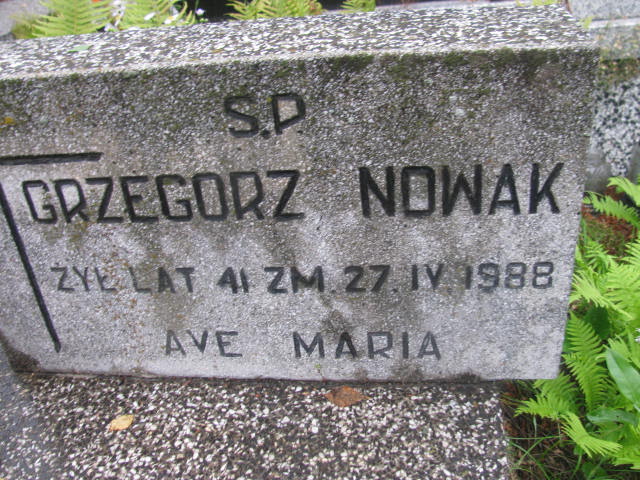 Ś.P.
GRZEGORZ NOWAK
ŻYŁ LAT 41 ZM. 27. IV. 1988
AVE MARIA